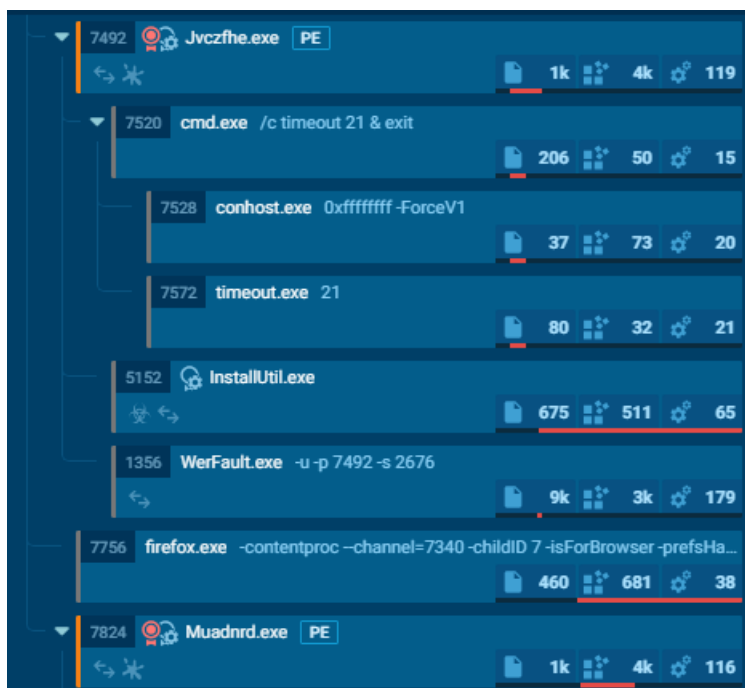 7492 Jvczfhe.exe PE
1k 4k 119
7520 cmd.exe /c timeout 21 & exit
206 50 15
7528 conhost.exe 0xffffffff -ForceV1
37 73 20
7572 timeout.exe 21
80 32 21
5152 InstallUtil.exe
675 511 65
1356 WerFault.exe -u -p 7492 -s 2676
9k 3k 179
7756 firefox.exe -contentproc --channel=7340 -childID 7 -isForBrowser -prefsHa...
460 681 38
7824 Muadnrd.exe PE
1k 4k 116